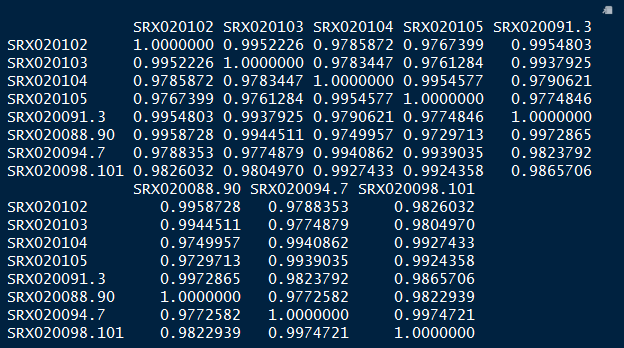 SRX020102 SRX020103 SRX020104 SRX020105 SRX020091.3
SRX020102 1.0000000 0.9952226 0.9785872 0.9767399 0.9954803
SRX020103 0.9952226 1.0000000 0.9783447 0.9761284 0.9937925
SRX020104 0.9785872 0.9783447 1.0000000 0.9954577 0.9790621
SRX020105 0.9767399 0.9761284 0.9954577 1.0000000 0.9774846
SRX020091.3 0.9954803 0.9937925 0.9790621 0.9774846 1.0000000
SRX020088.90 0.9958728 0.9944511 0.9749957 0.9729713 0.9972865
SRX020094.7 0.9788353 0.9774879 0.9940862 0.9939035 0.9823792
SRX020098.101 0.9826032 0.9804970 0.9927433 0.9924358 0.9865706
SRX020088.90 SRX020094.7 SRX020098.101
SRX020102 0.9958728 0.9788353 0.9826032
SRX020103 0.9944511 0.9774879 0.9804970
SRX020104 0.9749957 0.9940862 0.9927433
SRX020105 0.9729713 0.9939035 0.9924358
SRX020091.3 0.9972865 0.9823792 0.9865706
SRX020088.90 1.0000000 0.9772582 0.9822939
SRX020094.7 0.9772582 1.0000000 0.9974721
SRX020098.101 0.9822939 0.9974721 1.0000000